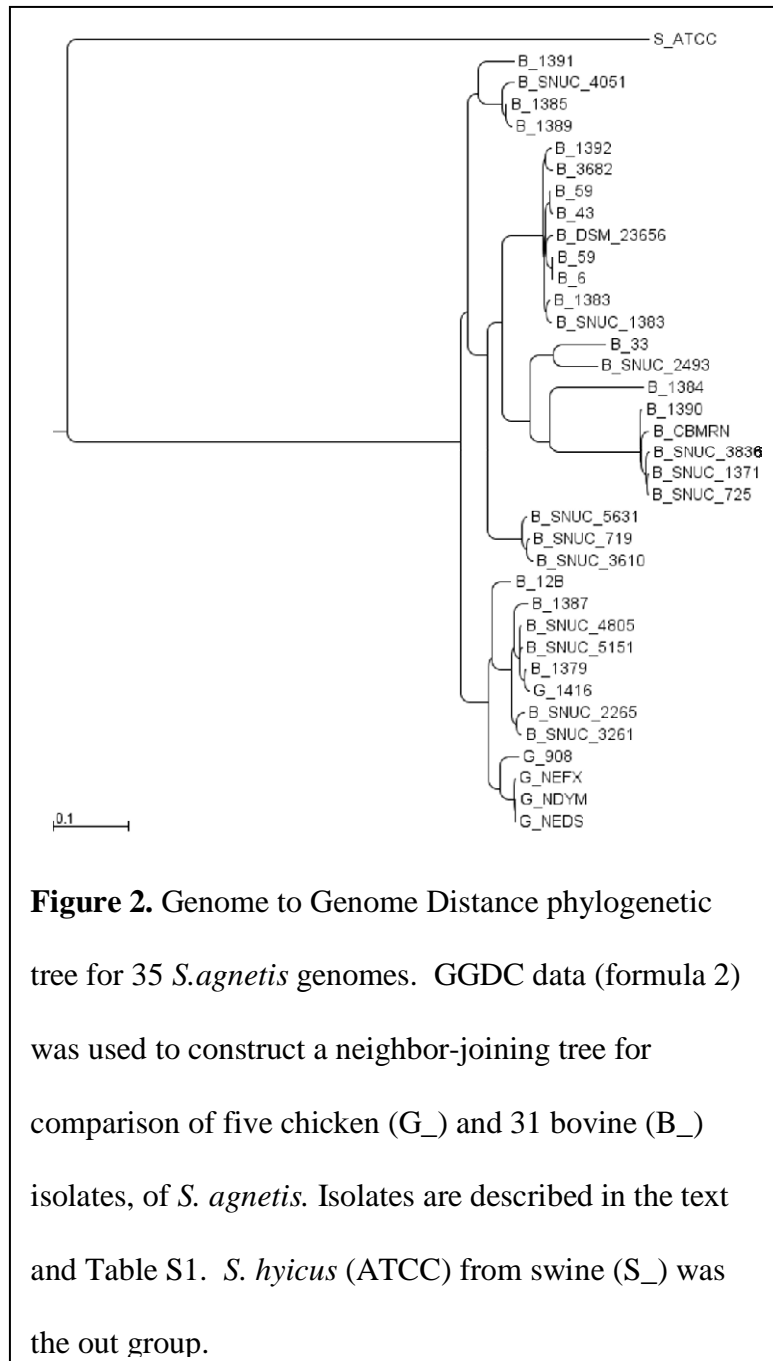 S_ATCC
B_1391
B_SNUC_4051
B_1385
B_1389
B_1392
B_3682
B_59
B_43
B_DSM_23656
B_59
B_6
B_1383
B_SNUC_1383
B_33
B_SNUC_2493
B_1384
B_1390
B_CBMRN
B_SNUC_3836
B_SNUC_1371
B_SNUC_725
B_SNUC_5631
B_SNUC_719
B_SNUC_3610
B_12B
B_1387
B_SNUC_4805
B_SNUC_5151
B_1379
G_1416
B_SNUC_2265
B_SNUC_3261
G_908
G_NEFX
G_NDYM
G_NEDS
0.1
Figure 2. Genome to Genome Distance phylogenetic
tree for 35 S.agnetis genomes. GGDC data (formula 2)
was used to construct a neighbor-joining tree for
comparison of five chicken (G_) and 31 bovine (B_)
isolates, of S. agnetis. Isolates are described in the text
and Table S1. S. hyicus (ATCC) from swine (S_) was
the out group.